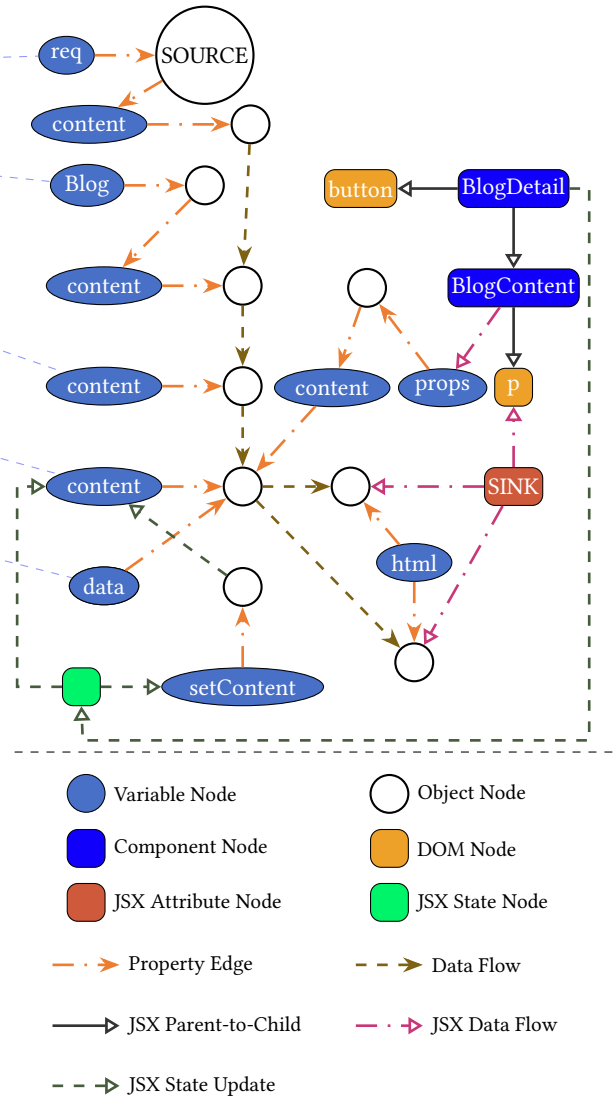 req
SOURCE
content
Blog
button
BlogDetail
content
BlogContent
content
content
props
p
content
SINK
html
data
setContent
Variable Node
Object Node
Component Node
DOM Node
JSX Attribute Node
JSX State Node
Property Edge
Data Flow
JSX Parent-to-Child
JSX Data Flow
JSX State Update